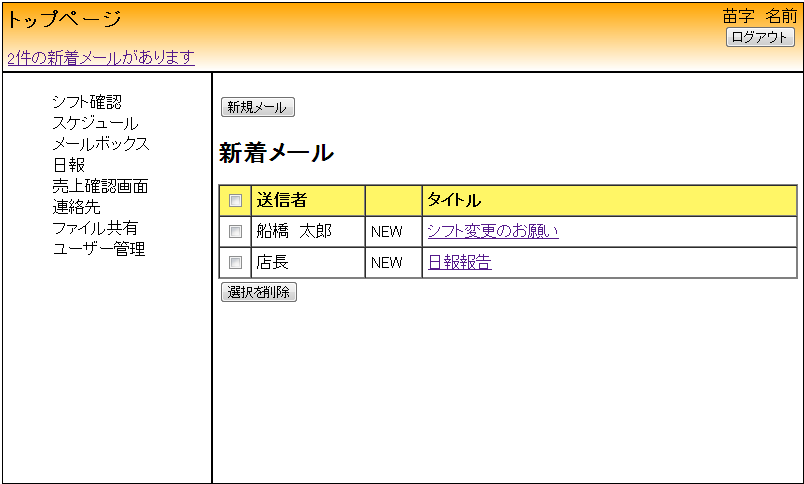 トップページ
苗字　名前
ログアウト
2件の新着メールがあります
シフト確認
スケジュール
メールボックス
日報
売上確認画面
連絡先
ファイル共有
ユーザー管理
新規メール
新着メール
送信者 タイトル
船橋　太郎 NEW シフト変更のお願い
店長 NEW 日報報告
選択を削除